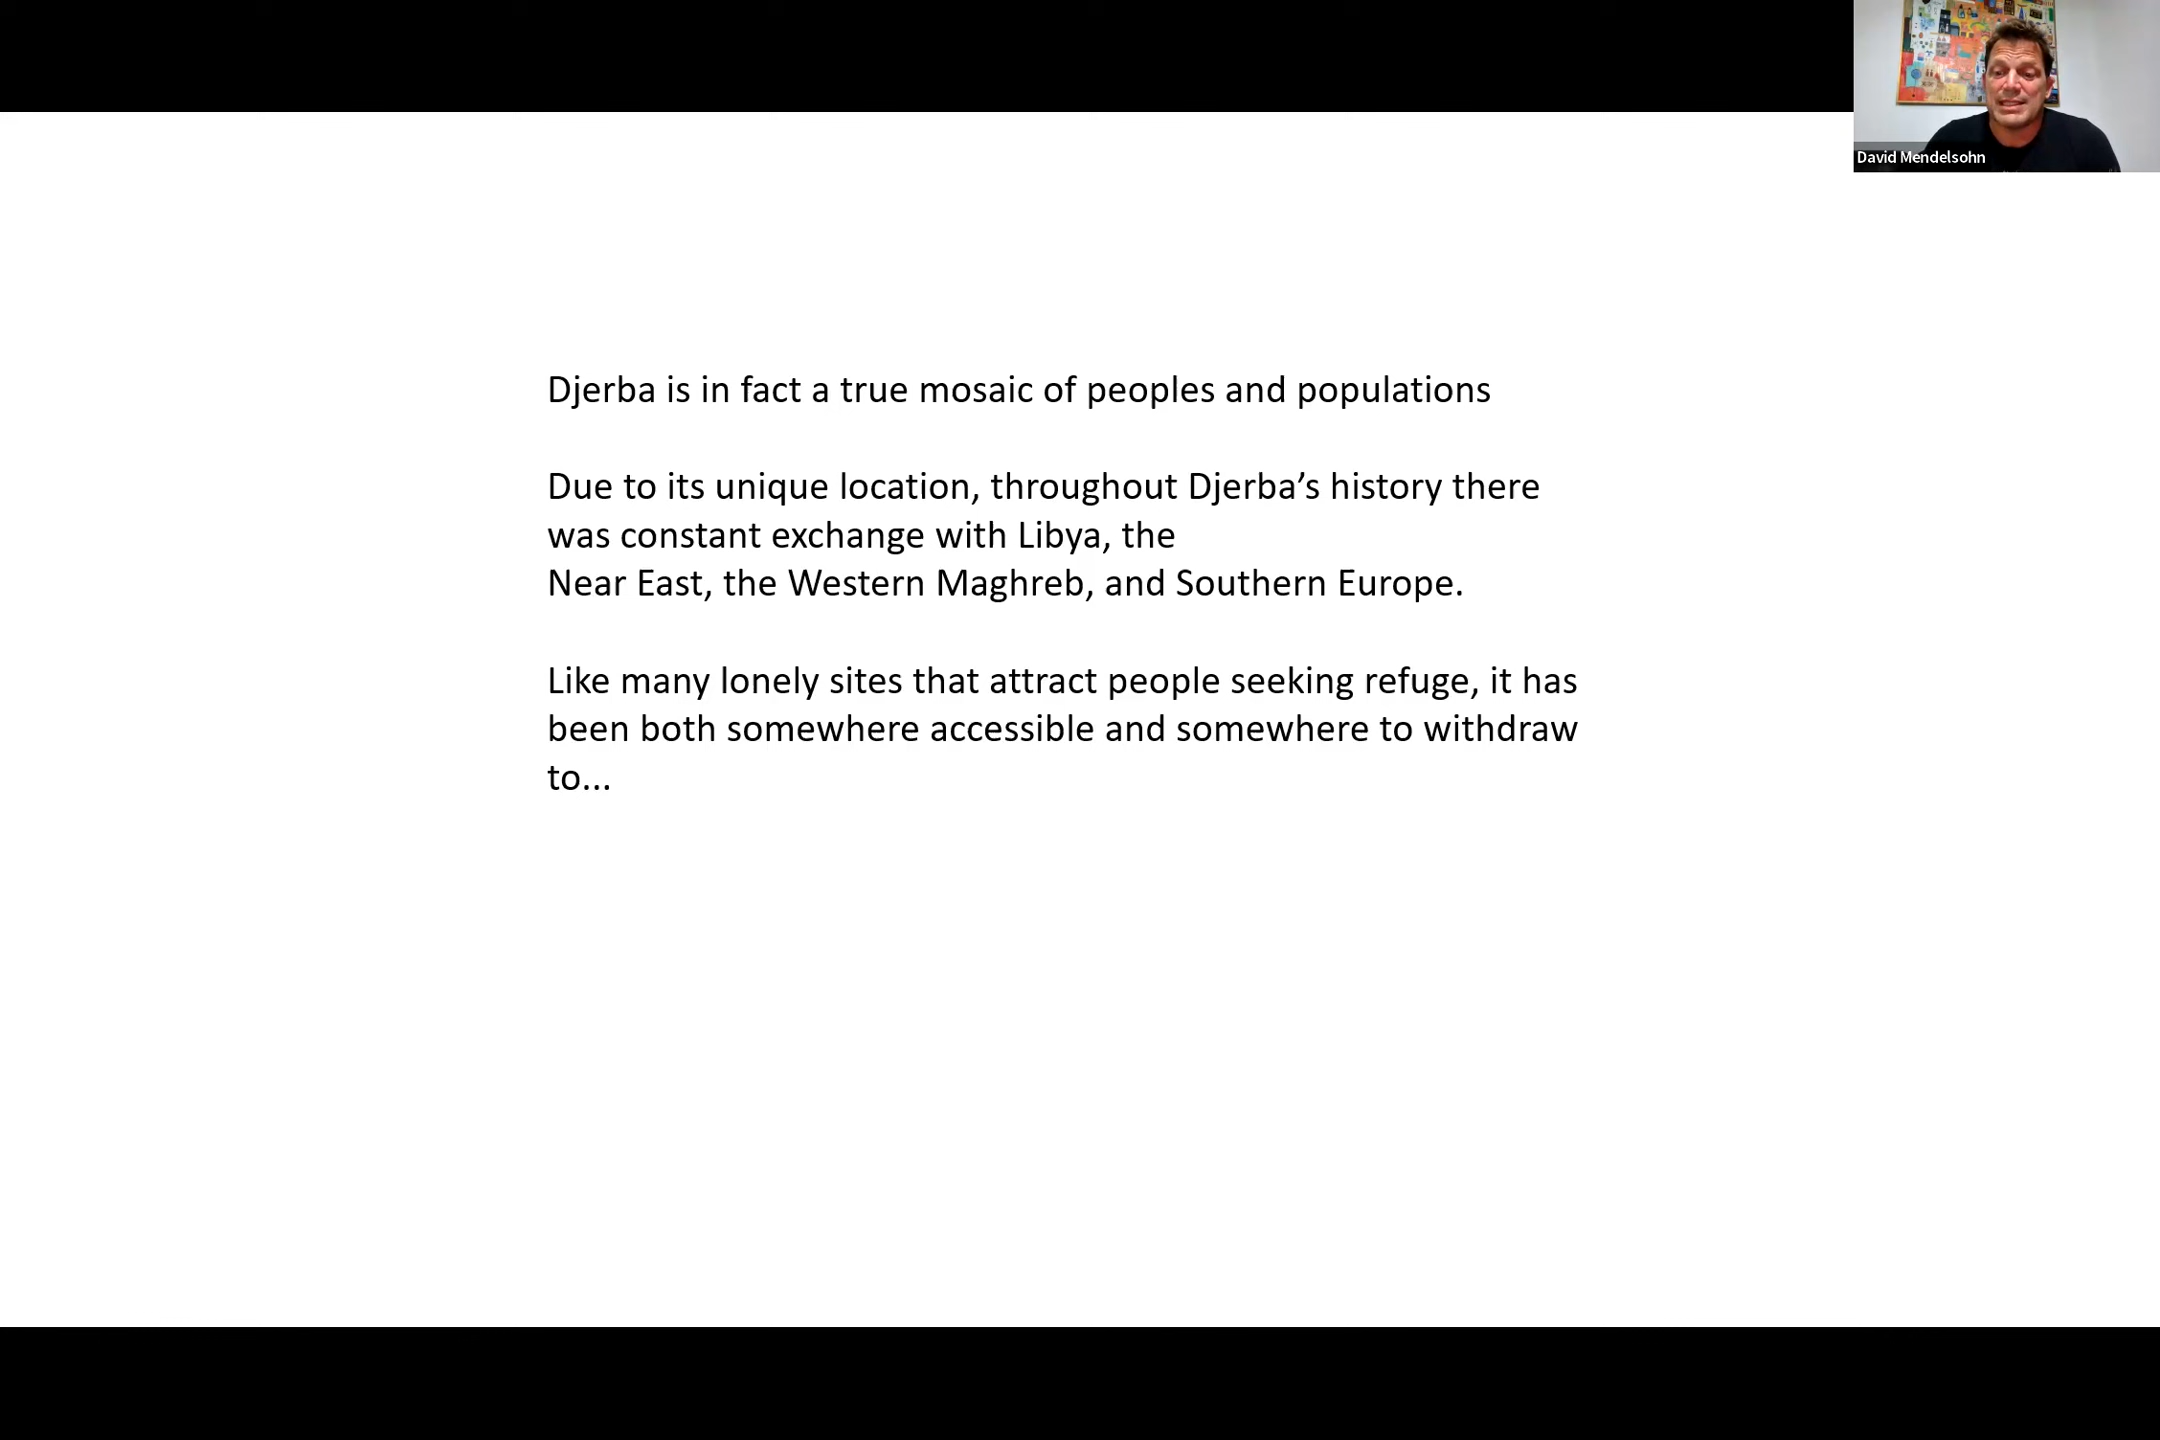 David Mendelsohn
Djerba is in fact a true mosaic of peoples and populations
Due to its unique location, throughout Djerba’s history there
was constant exchange with Libya, the
Near East, the Western Maghreb, and Southern Europe.
Like many lonely sites that attract people seeking refuge, it has
been both somewhere accessible and somewhere to withdraw
to...